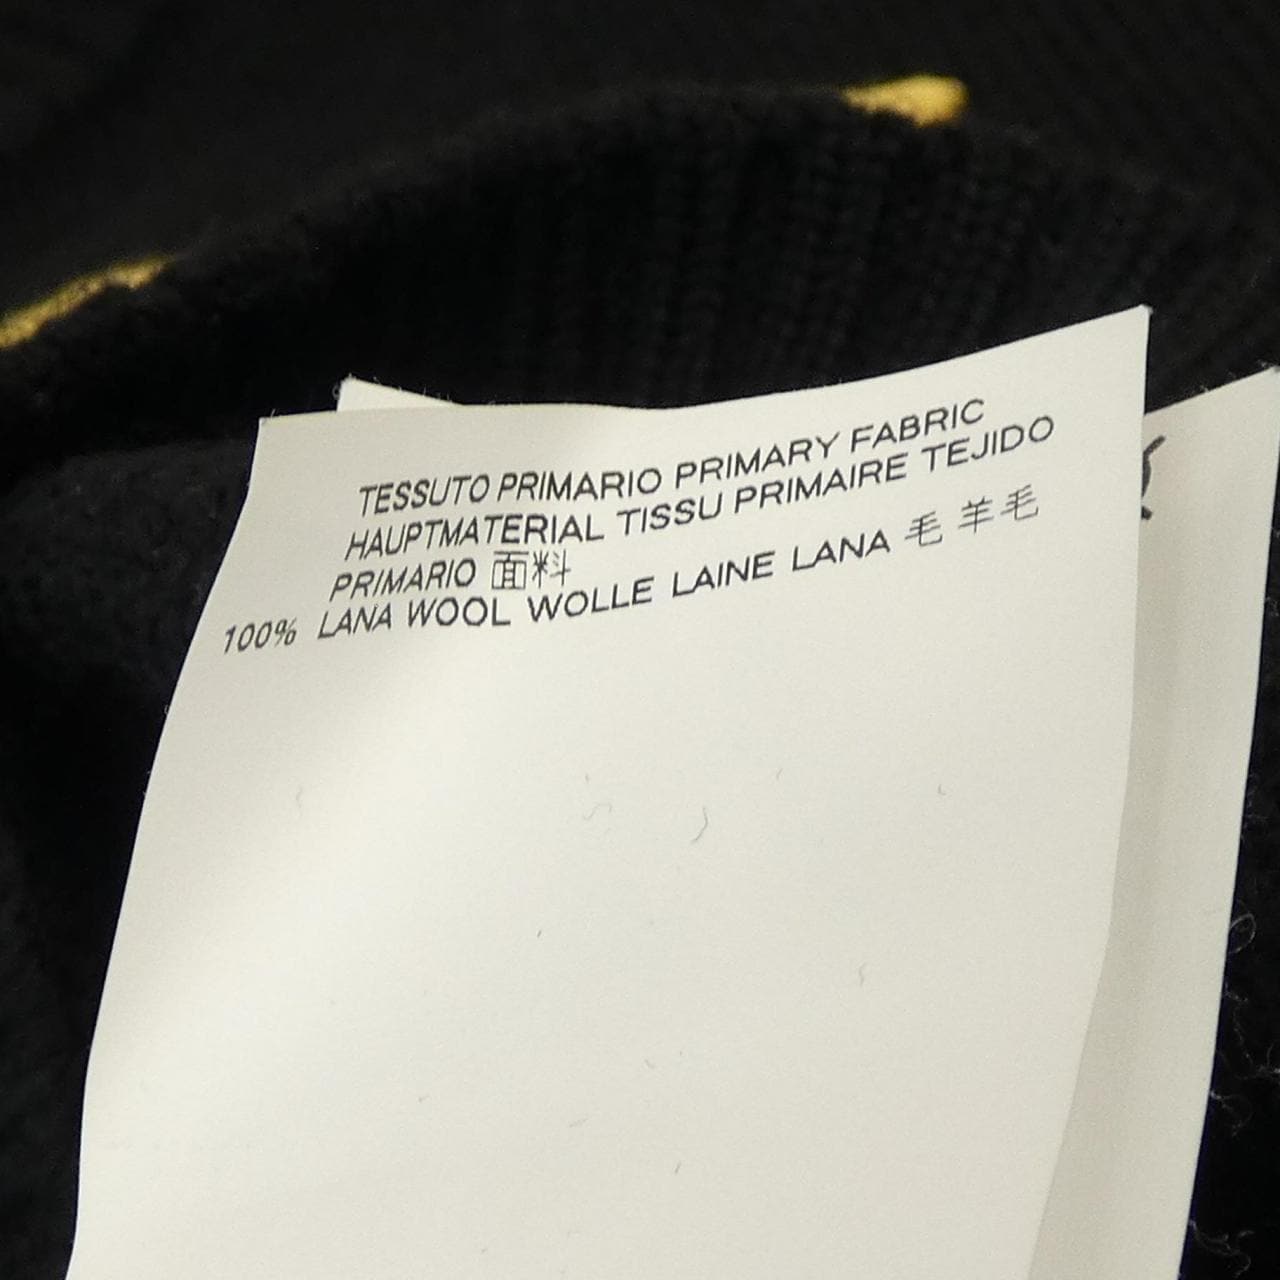 TESSUTO PRIMARIO PRIMARY FABRIC
HAUPTMATERIAL TISSU PRIMAIRE TEJIDO
PRIMARIO 面料
100% LANA WOOL WOLLE LAINE LANA 毛 羊毛